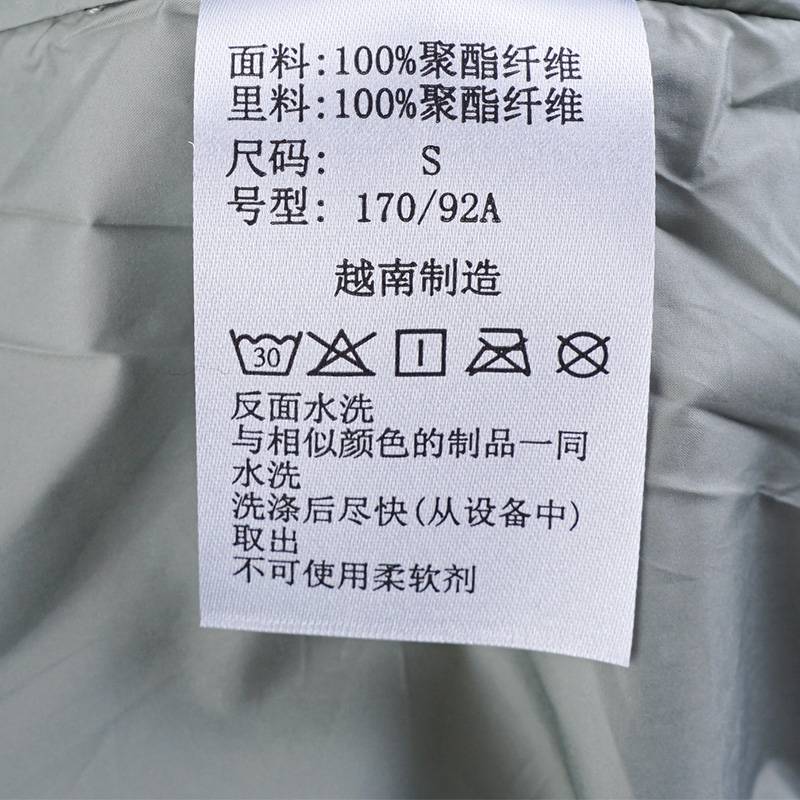 面料:100%聚酯纤维
里料:100%聚酯纤维
尺码: S
号型: 170/92A
越南制造
30
反面水洗
与相似颜色的制品一同
水洗
洗涤后尽快(从设备中)
取出
不可使用柔软剂